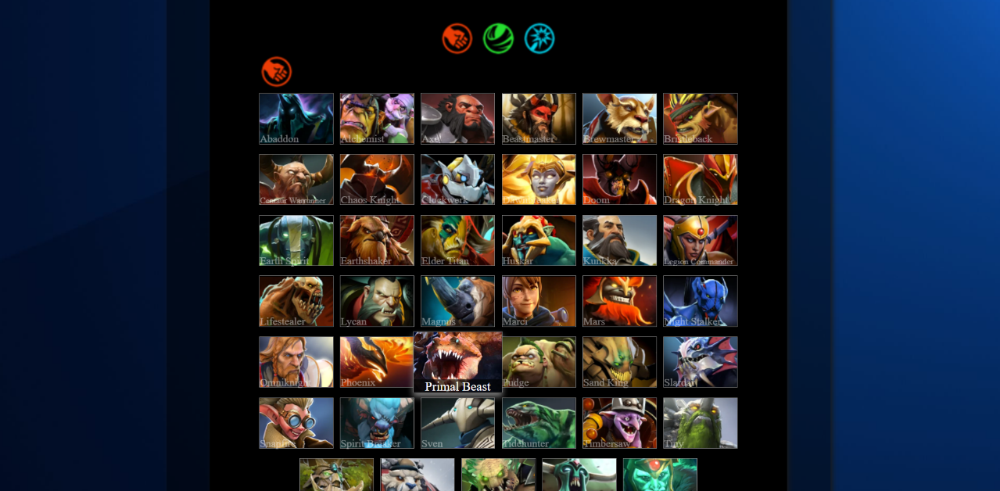 Abaddon
Alchemist
Axe
Beastmaster
Brewmaster
Bristleback
Centaur Warrunner
Chaos Knight
Clockwerk
Dawnbreaker
Doom
Dragon Knight
Earth Spirit
Earthshaker
Elder Titan
Huskar
Kunkka
Legion Commander
Lifestealer
Lycan
Magnus
Marci
Mars
Night Stalker
Omniknight
Phoenix
Primal Beast
Pudge
Sand King
Slardar
Snapfire
Spirit Breaker
Sven
Tidehunter
Timbersaw
Tiny